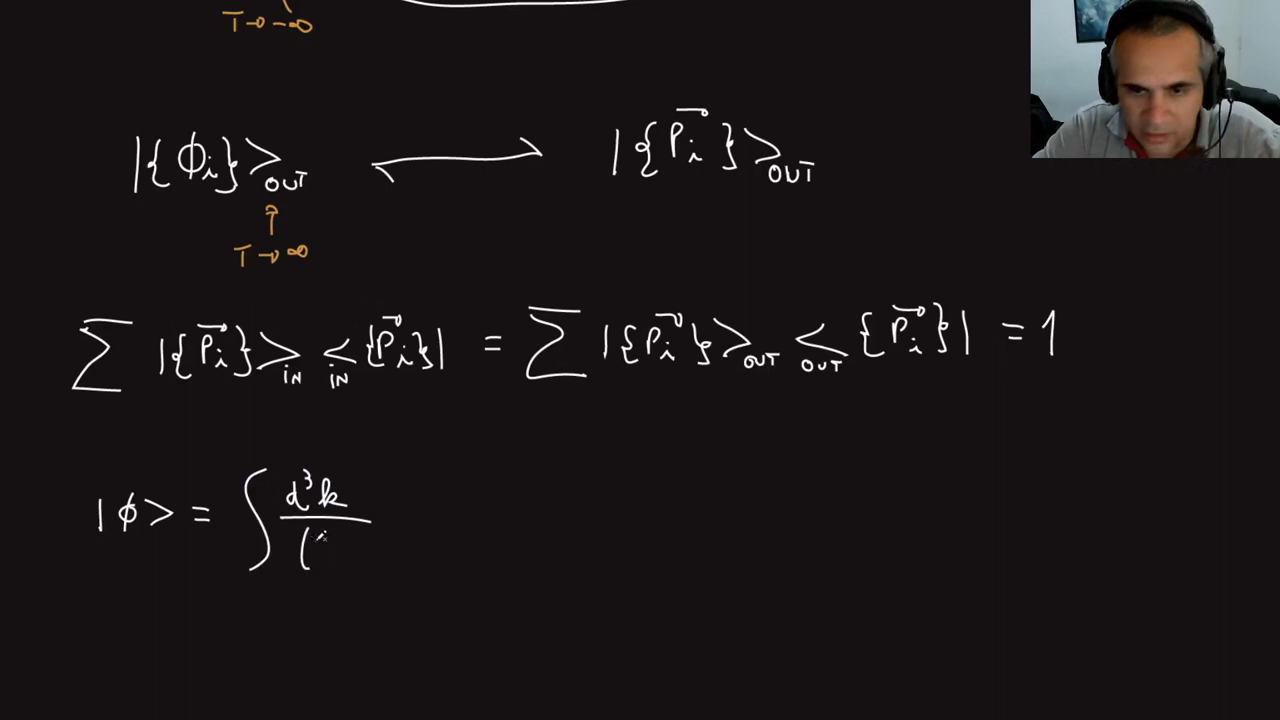 T→-∞
|{ϕᵢ}>_OUT ⟷ |{P⃗ᵢ}>_OUT
↑
T→∞
∑ |{P⃗ᵢ}>_IN _IN<{P⃗ᵢ}| = ∑ |{P⃗ᵢ}>_OUT _OUT<{P⃗ᵢ}| = 1
|ϕ> = ∫ d³k / (